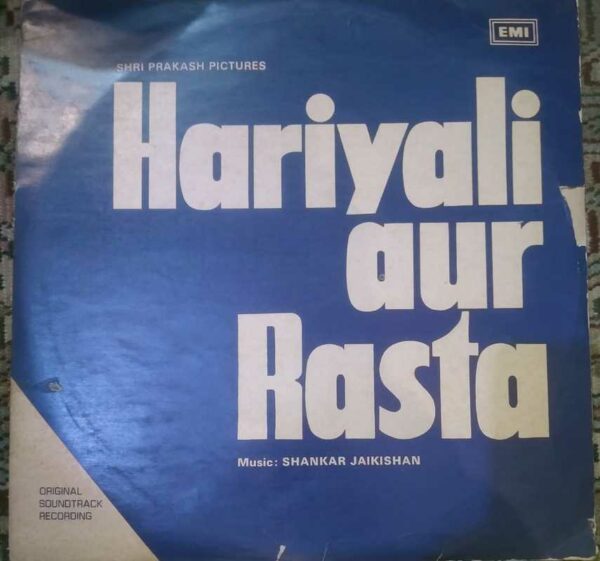 EMI
SHRI PRAKASH PICTURES
Hariyali
aur
Rasta
Music: SHANKAR JAIKISHAN
ORIGINAL
SOUNDTRACK
RECORDING